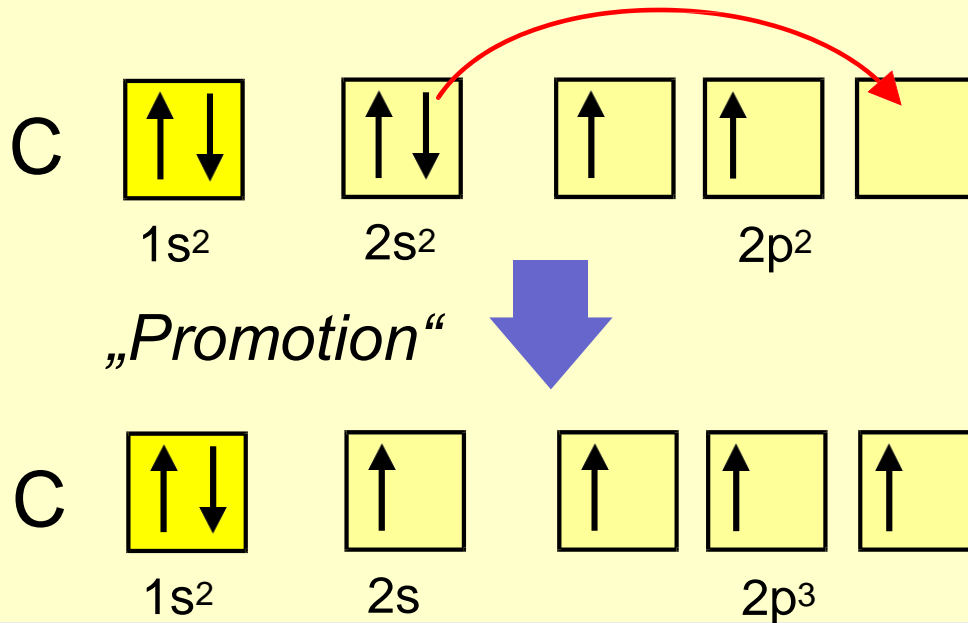 C
1s² 2s² 2p²
„Promotion“
C
1s² 2s 2p³